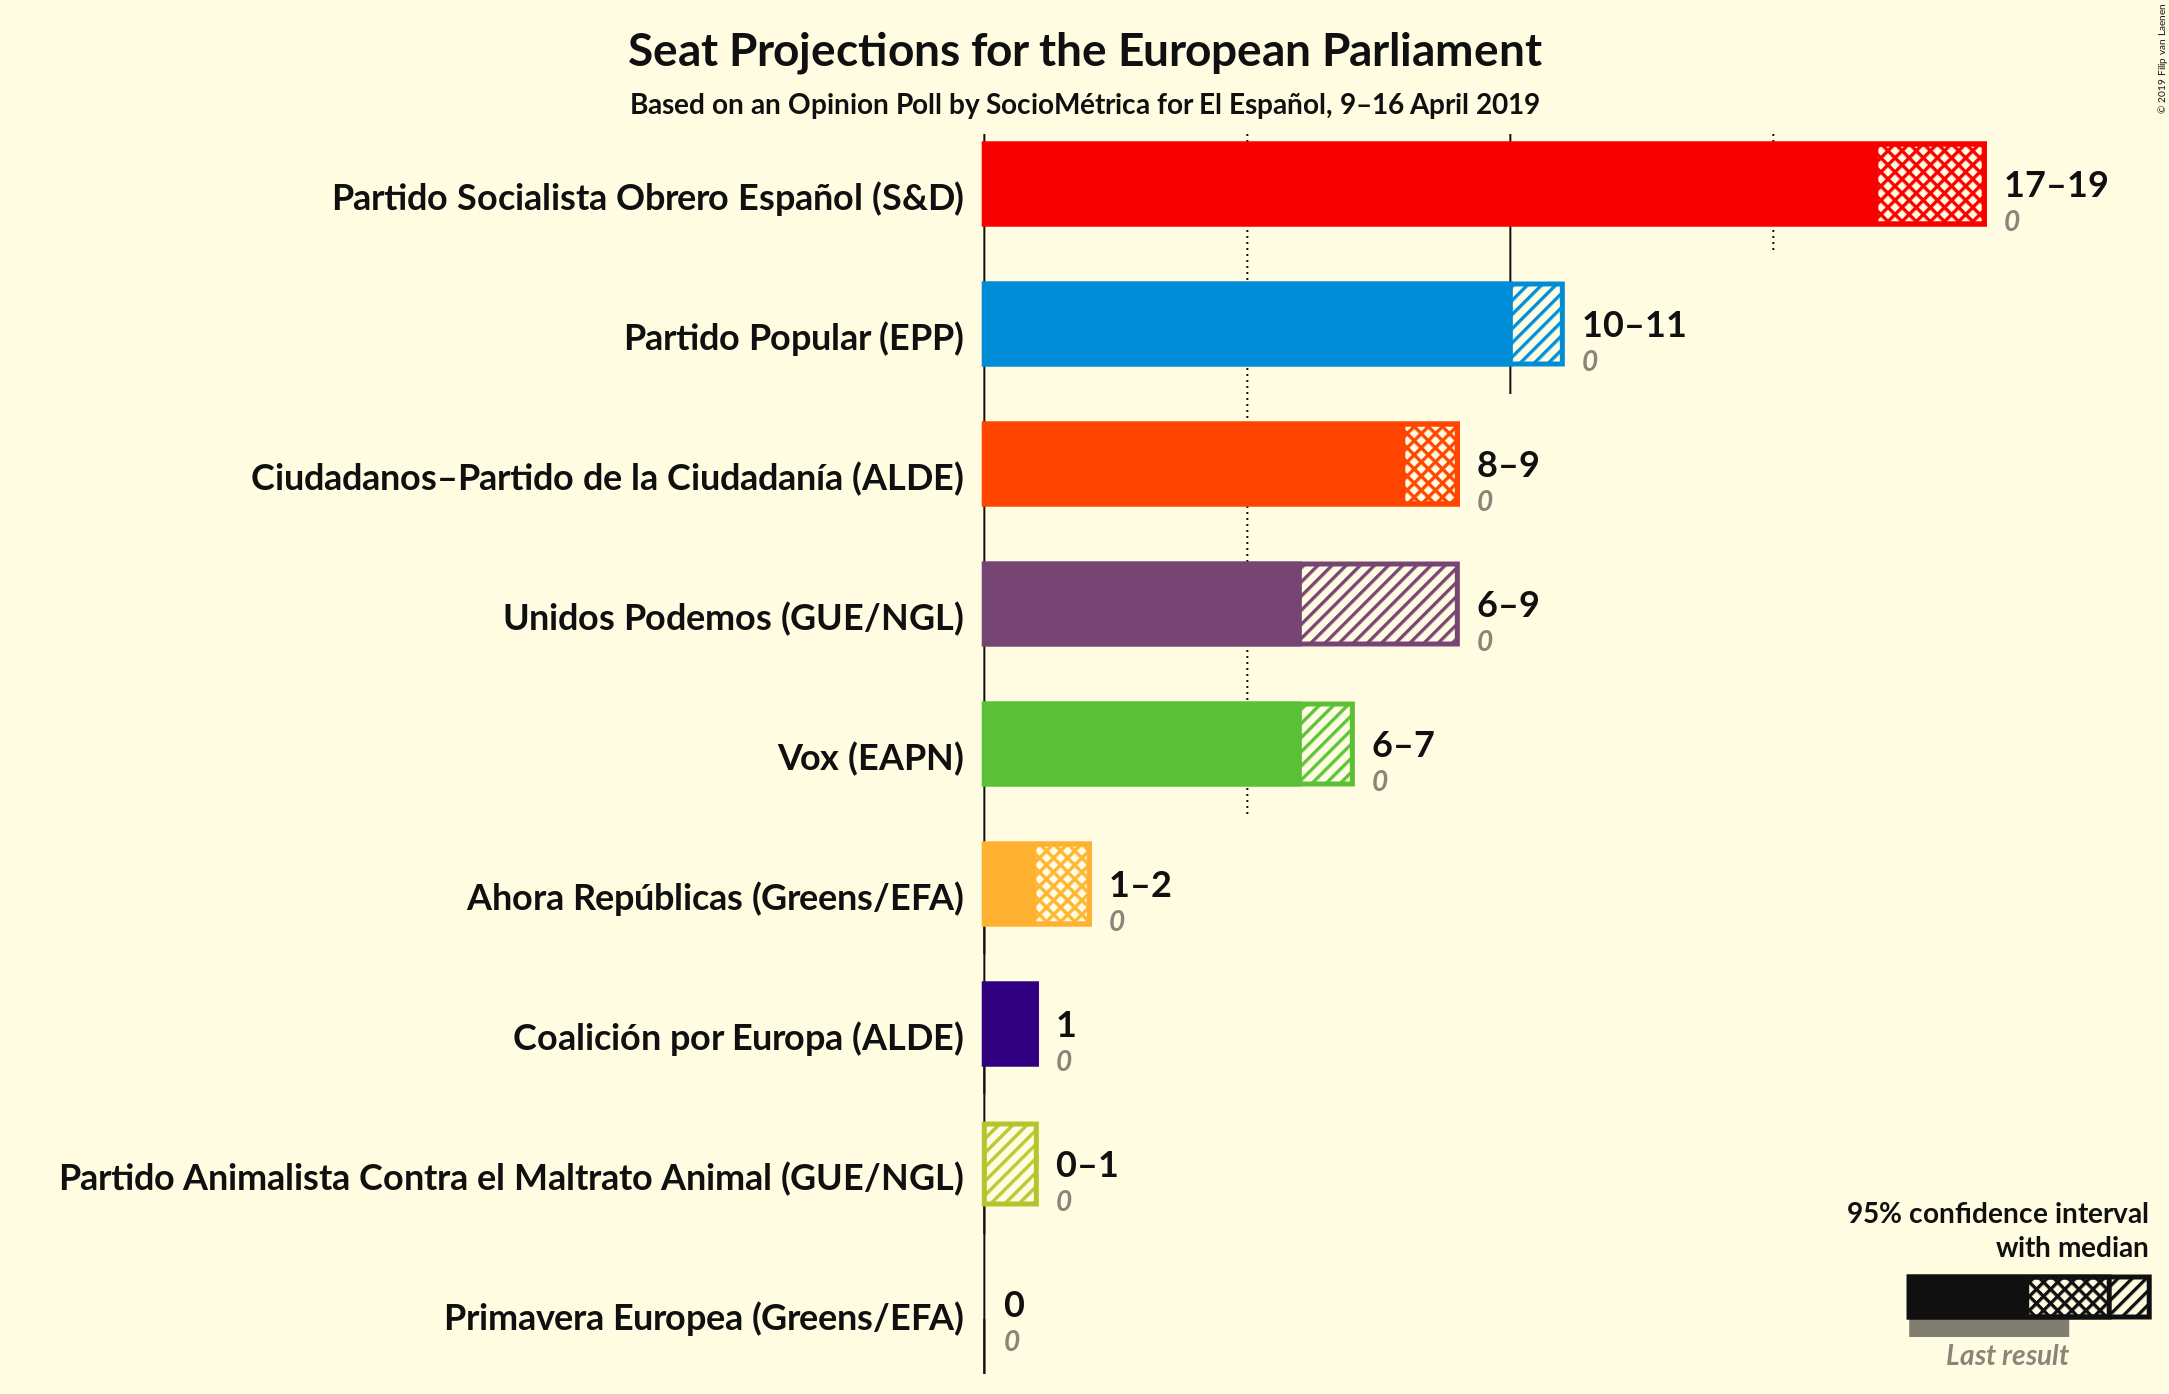 Seat Projections for the European Parliament
Based on an Opinion Poll by SocioMétrica for El Español, 9–16 April 2019
© 2019 Filip van Laenen
Partido Socialista Obrero Español (S&D)
17–19
0
Partido Popular (EPP)
10–11
0
Ciudadanos–Partido de la Ciudadanía (ALDE)
8–9
0
Unidos Podemos (GUE/NGL)
6–9
0
Vox (EAPN)
6–7
0
Ahora Repúblicas (Greens/EFA)
1–2
0
Coalición por Europa (ALDE)
1
0
Partido Animalista Contra el Maltrato Animal (GUE/NGL)
0–1
0
Primavera Europea (Greens/EFA)
0
0
95% confidence interval
with median
Last result